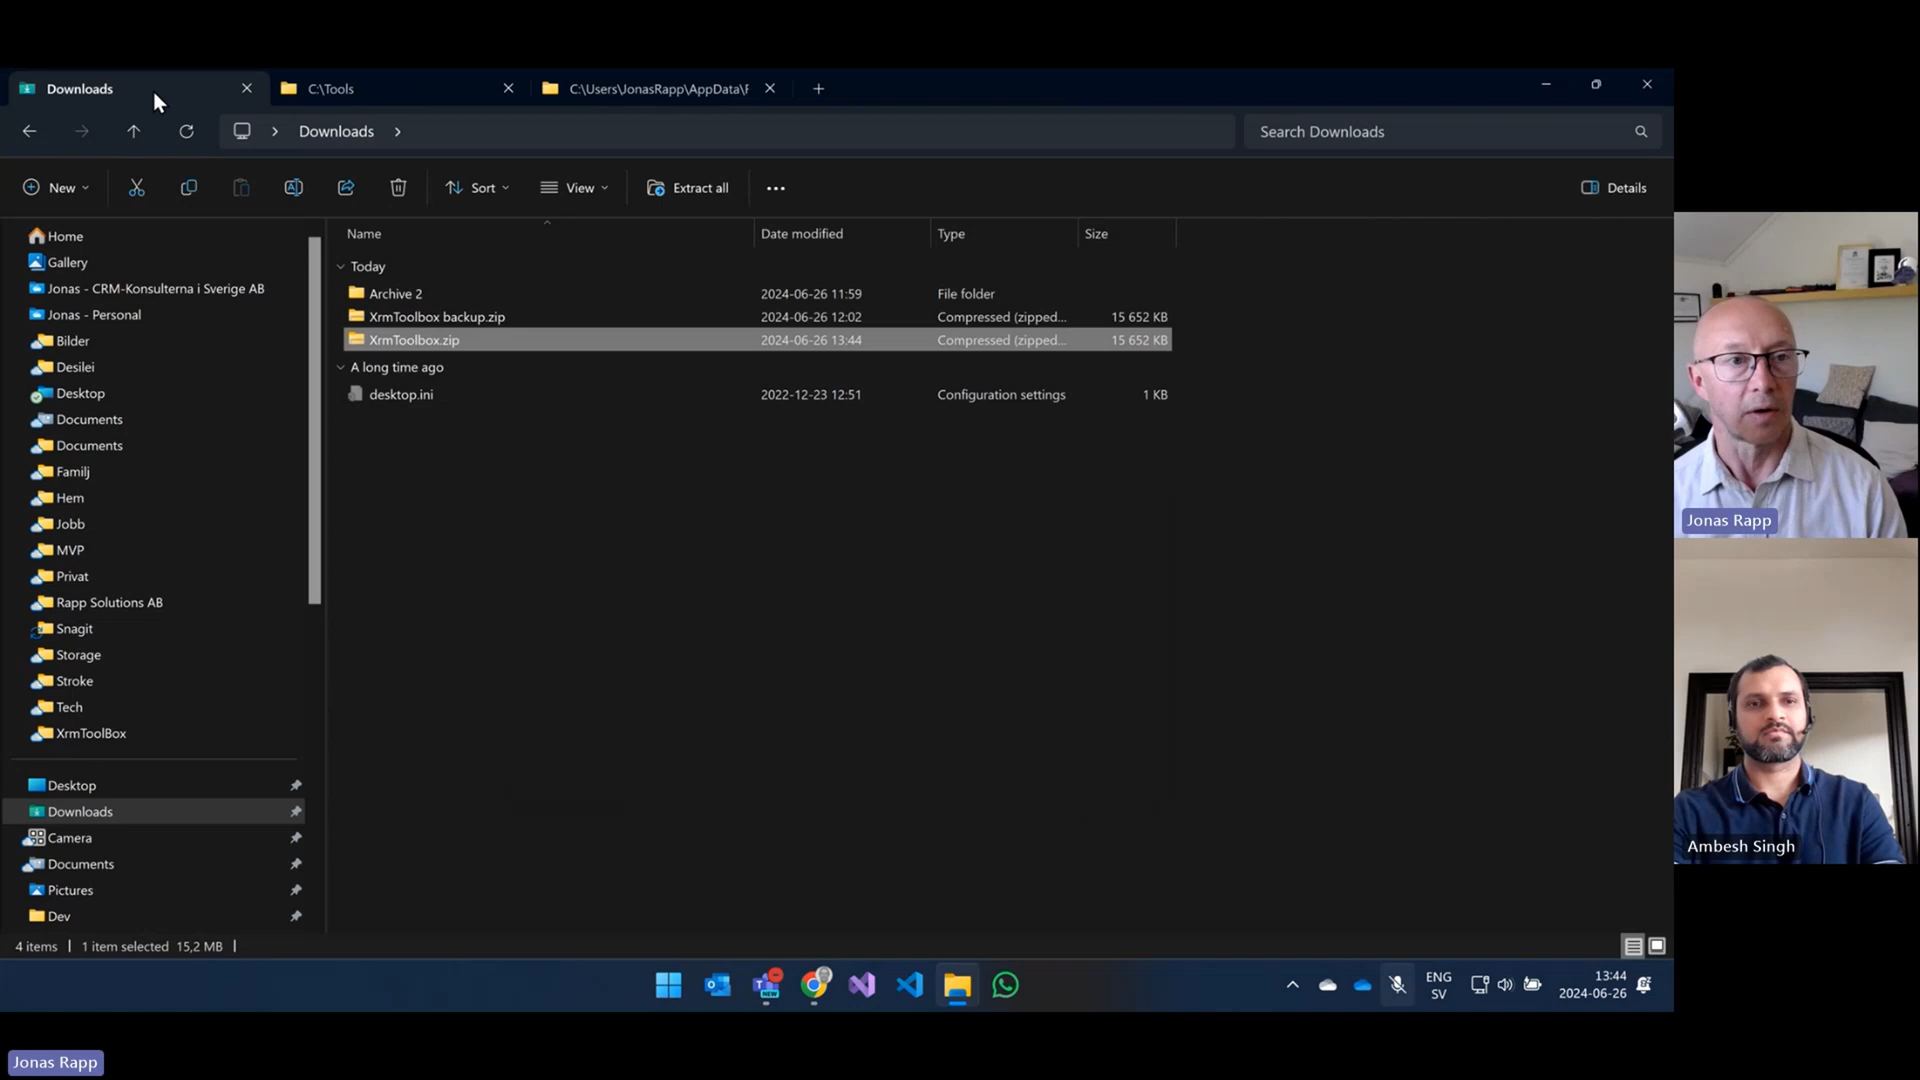 Downloads
C:\Tools
C:\Users\JonasRapp\AppData\F
Downloads
Search Downloads
New
Sort
View
Extract all
Details
Home
Gallery
Jonas - CRM-Konsulterna i Sverige AB
Jonas - Personal
Bilder
Desilei
Desktop
Documents
Documents
Familj
Hem
Jobb
MVP
Privat
Rapp Solutions AB
Snagit
Storage
Stroke
Tech
XrmToolBox
Desktop
Downloads
Camera
Documents
Pictures
Dev
Name Date modified Type Size
Today
Archive 2 2024-06-26 11:59 File folder
XrmToolbox backup.zip 2024-06-26 12:02 Compressed (zipped... 15 652 KB
XrmToolbox.zip 2024-06-26 13:44 Compressed (zipped... 15 652 KB
A long time ago
desktop.ini 2022-12-23 12:51 Configuration settings 1 KB
4 items 1 item selected 15,2 MB
NEW
ENG
SV
13:44
2024-06-26
Jonas Rapp
Ambesh Singh
Jonas Rapp